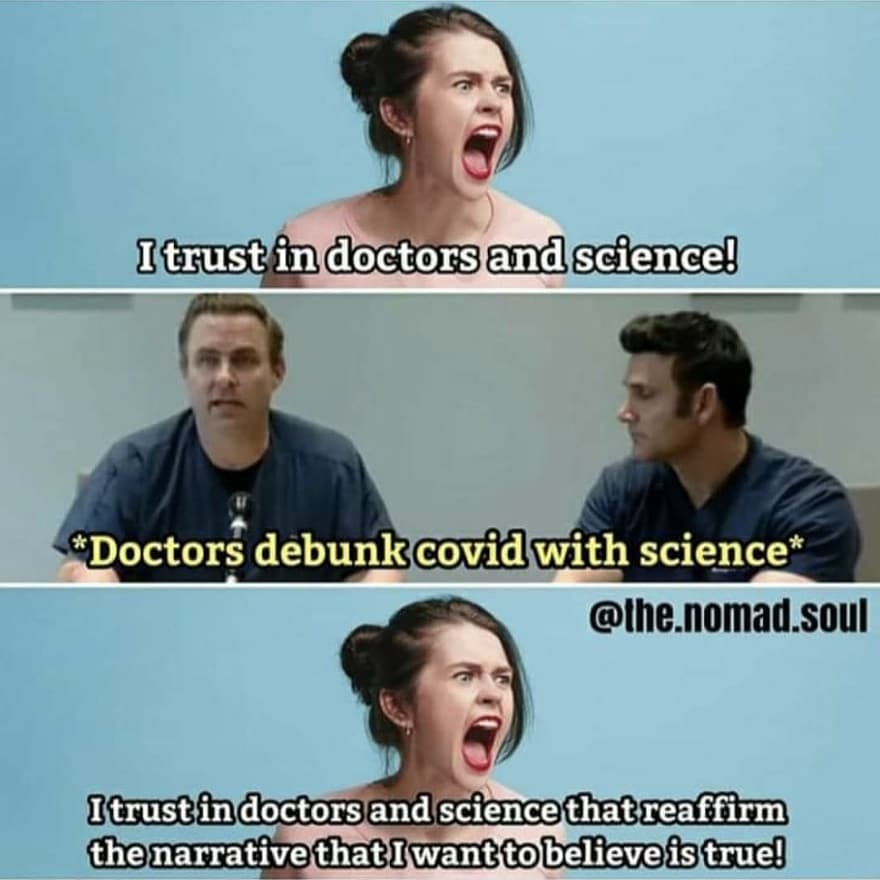 I trust in doctors and science!
*Doctors debunk covid with science*
@the.nomad.soul
I trust in doctors and science that reaffirm
the narrative that I want to believe is true!